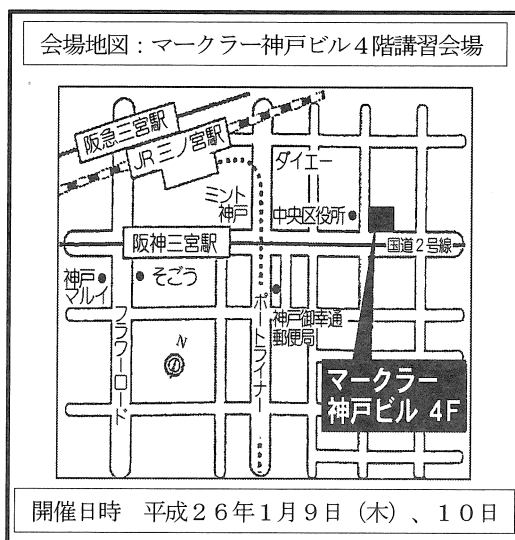 会場地図：マークラー神戸ビル４階講習会場
阪急三宮駅
JR三ノ宮駅
ダイエー
ミント
神戸
中央区役所
阪神三宮駅
国道2号線
神戸
マルイ
そごう
神戸御幸通
郵便局
フラワーロード
ポートライナー
N
マークラー
神戸ビル 4F
開催日時　平成２６年１月９日（木）、１０日